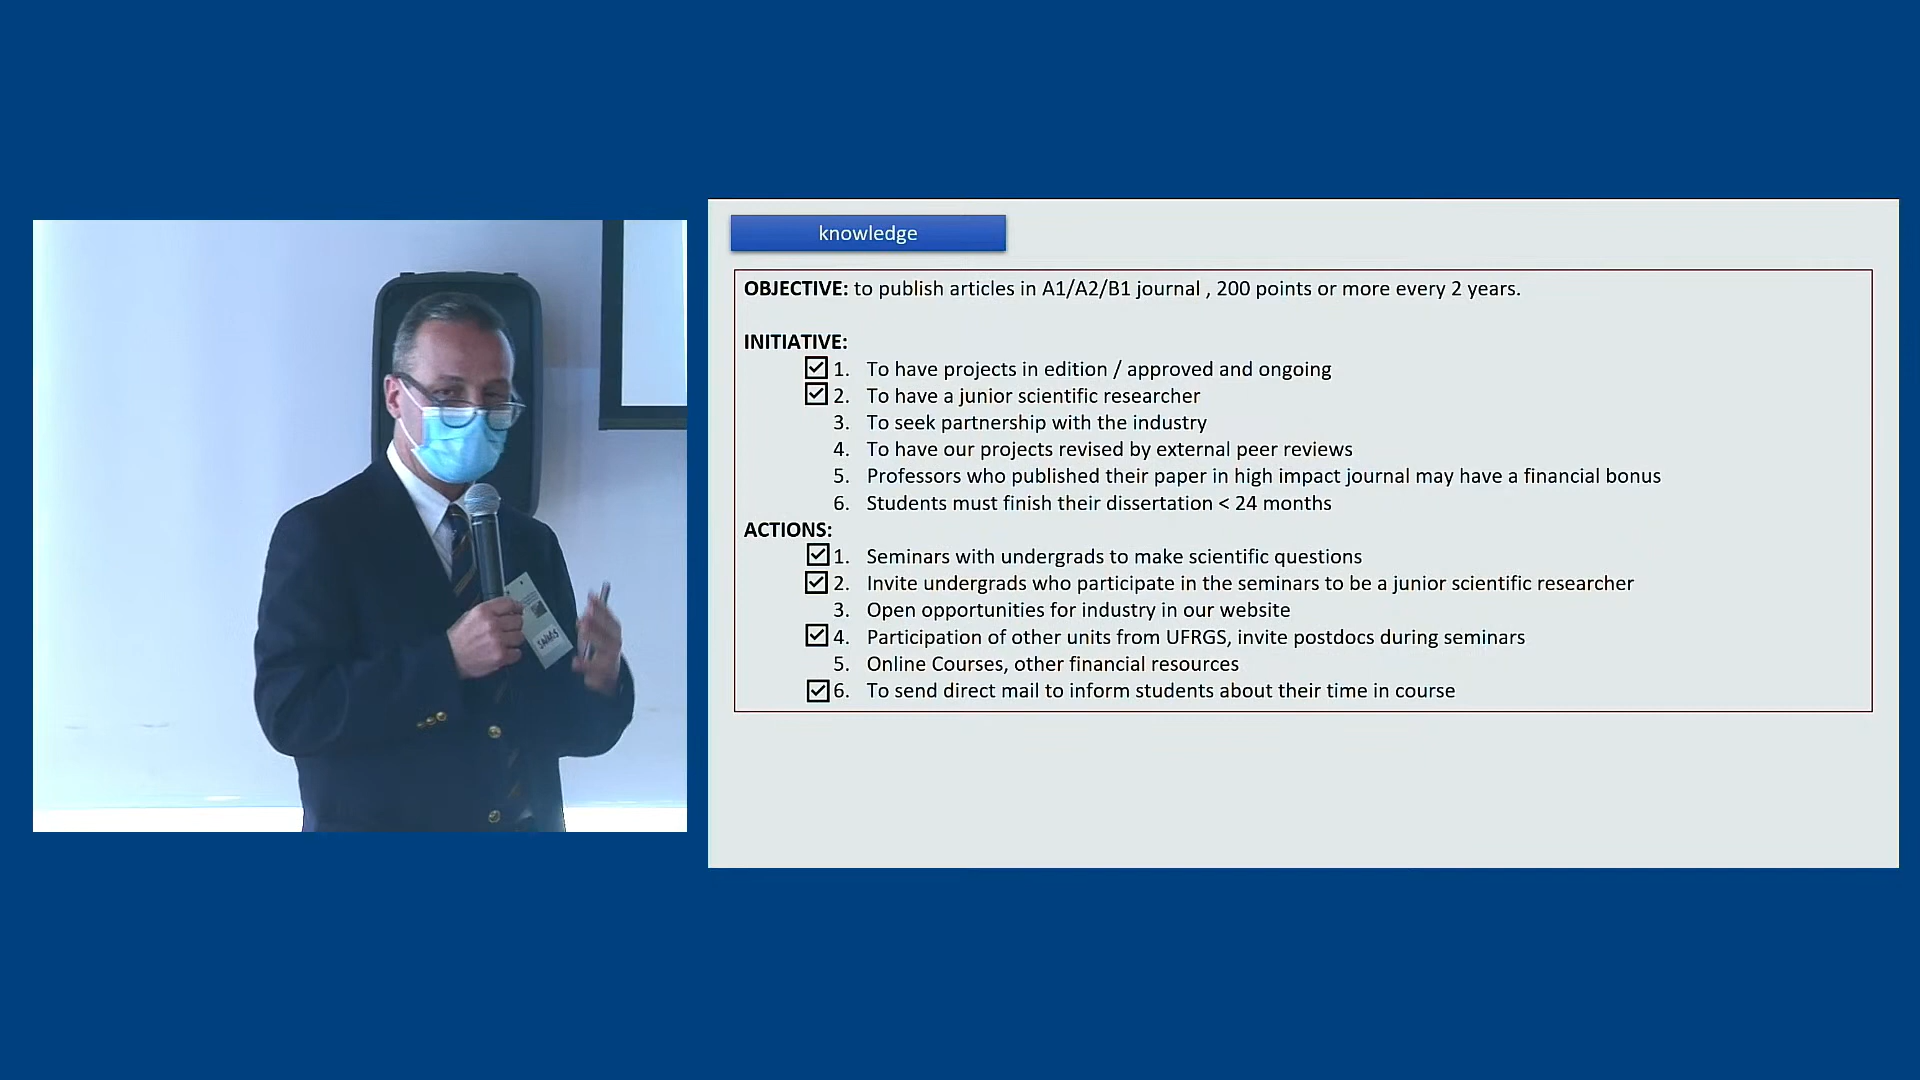 knowledge
OBJECTIVE: to publish articles in A1/A2/B1 journal , 200 points or more every 2 years.
INITIATIVE:
1. To have projects in edition / approved and ongoing
2. To have a junior scientific researcher
3. To seek partnership with the industry
4. To have our projects revised by external peer reviews
5. Professors who published their paper in high impact journal may have a financial bonus
6. Students must finish their dissertation < 24 months
ACTIONS:
1. Seminars with undergrads to make scientific questions
2. Invite undergrads who participate in the seminars to be a junior scientific researcher
3. Open opportunities for industry in our website
4. Participation of other units from UFRGS, invite postdocs during seminars
5. Online Courses, other financial resources
6. To send direct mail to inform students about their time in course